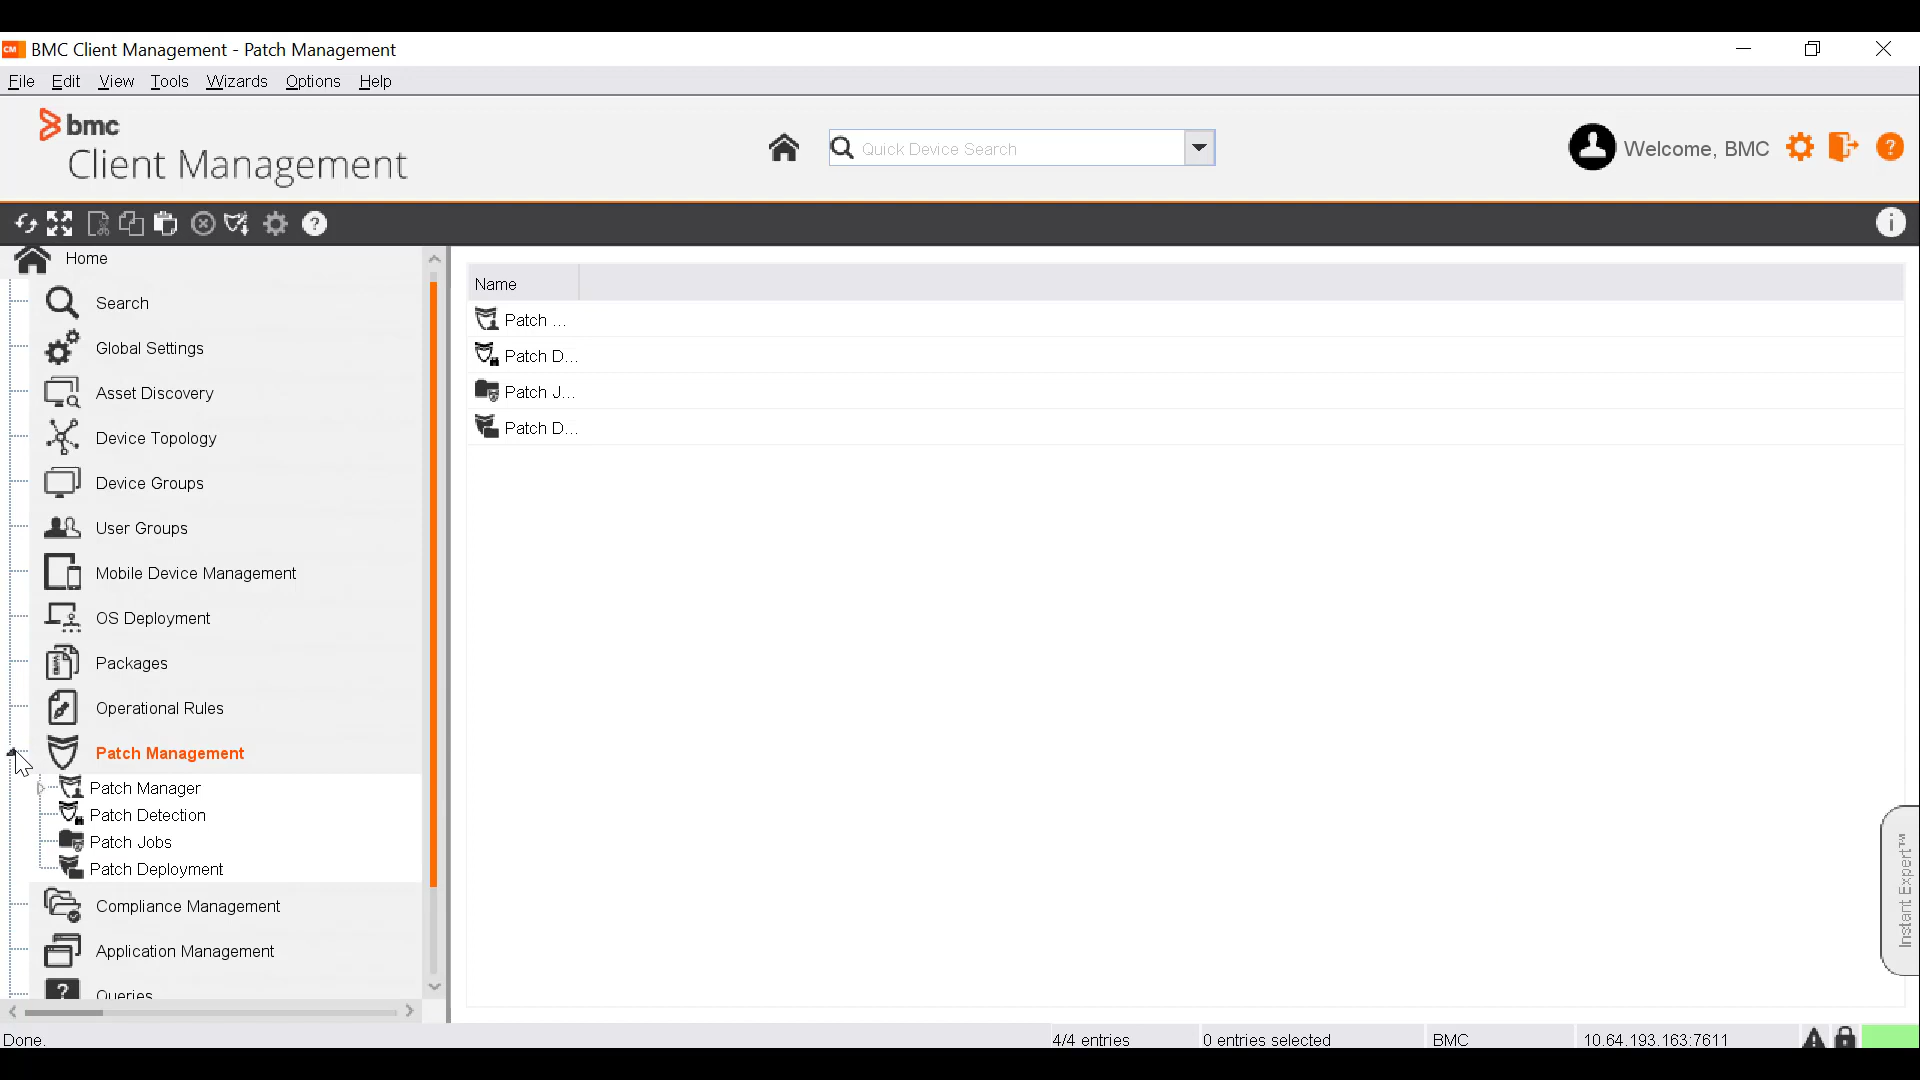 CM BMC Client Management - Patch Management
File Edit View Tools Wizards Options Help
bmc
Client Management
Quick Device Search
Welcome, BMC
?
? i
Home
Search
Global Settings
Asset Discovery
Device Topology
Device Groups
User Groups
Mobile Device Management
OS Deployment
Packages
Operational Rules
Patch Management
Patch Manager
Patch Detection
Patch Jobs
Patch Deployment
Compliance Management
Application Management
Queries
Name
Patch ...
Patch D...
Patch J...
Patch D...
Instant Expert™
Done. 4/4 entries 0 entries selected BMC 10.64.193.163:7611